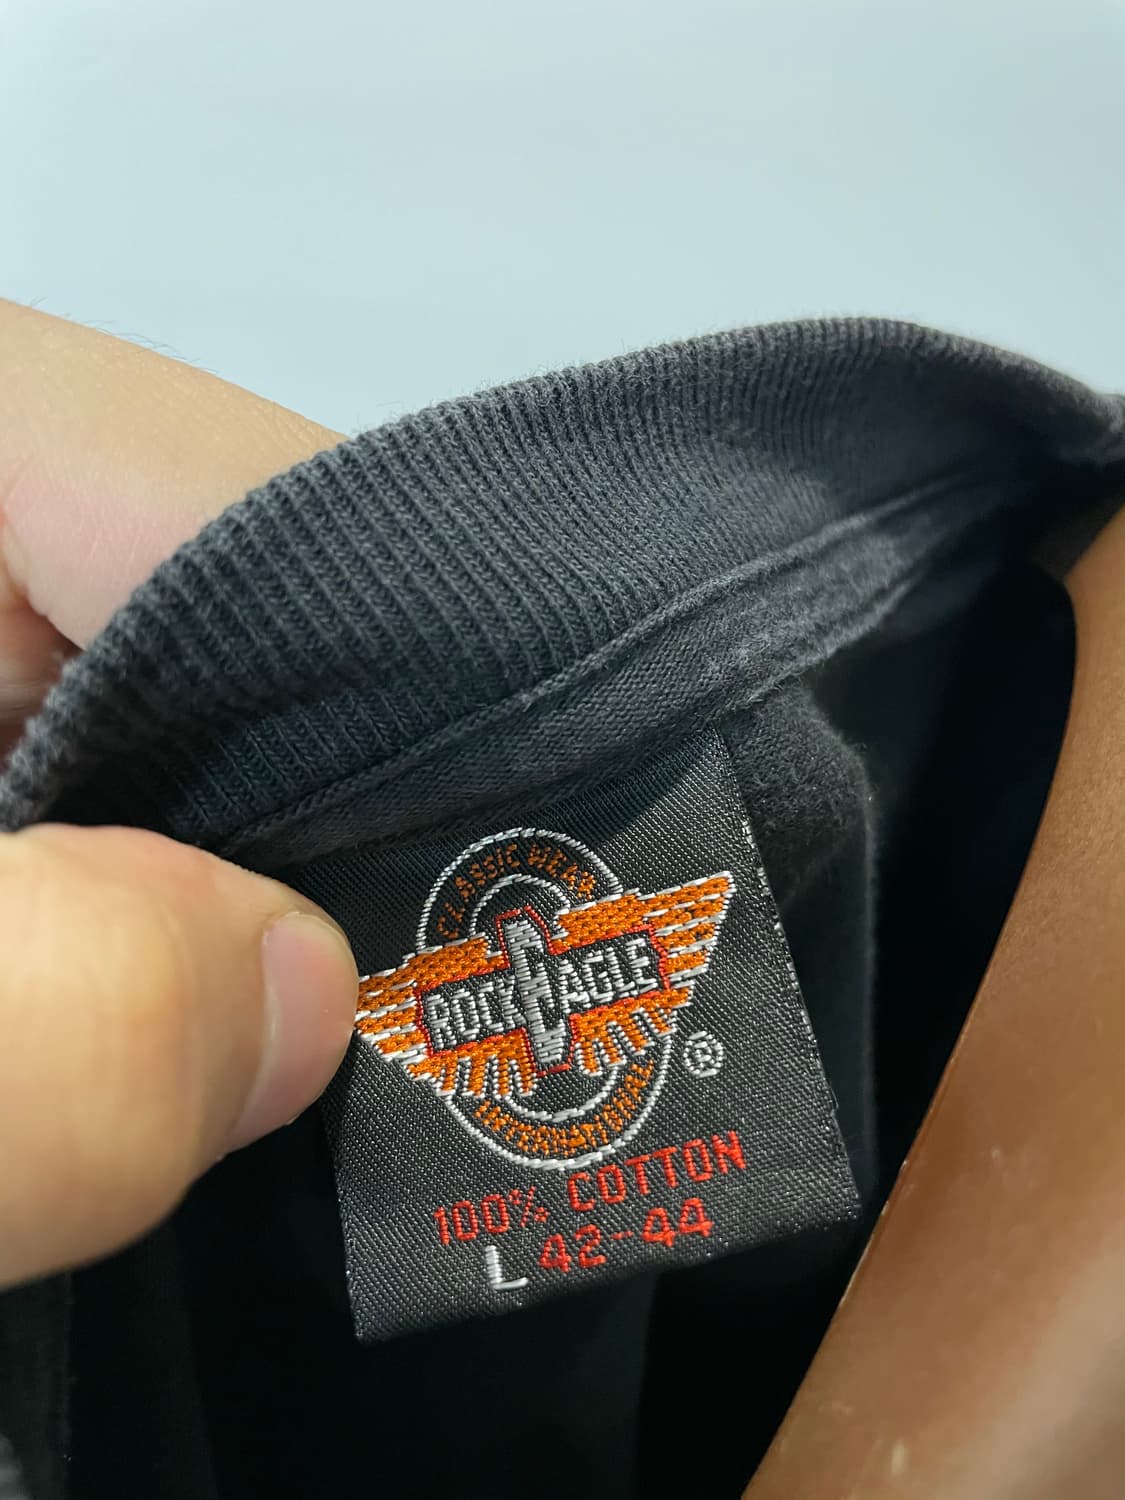 CLASSIC WEAR
ROCK EAGLE
INTERNATIONAL
®
100% COTTON
L 42-44